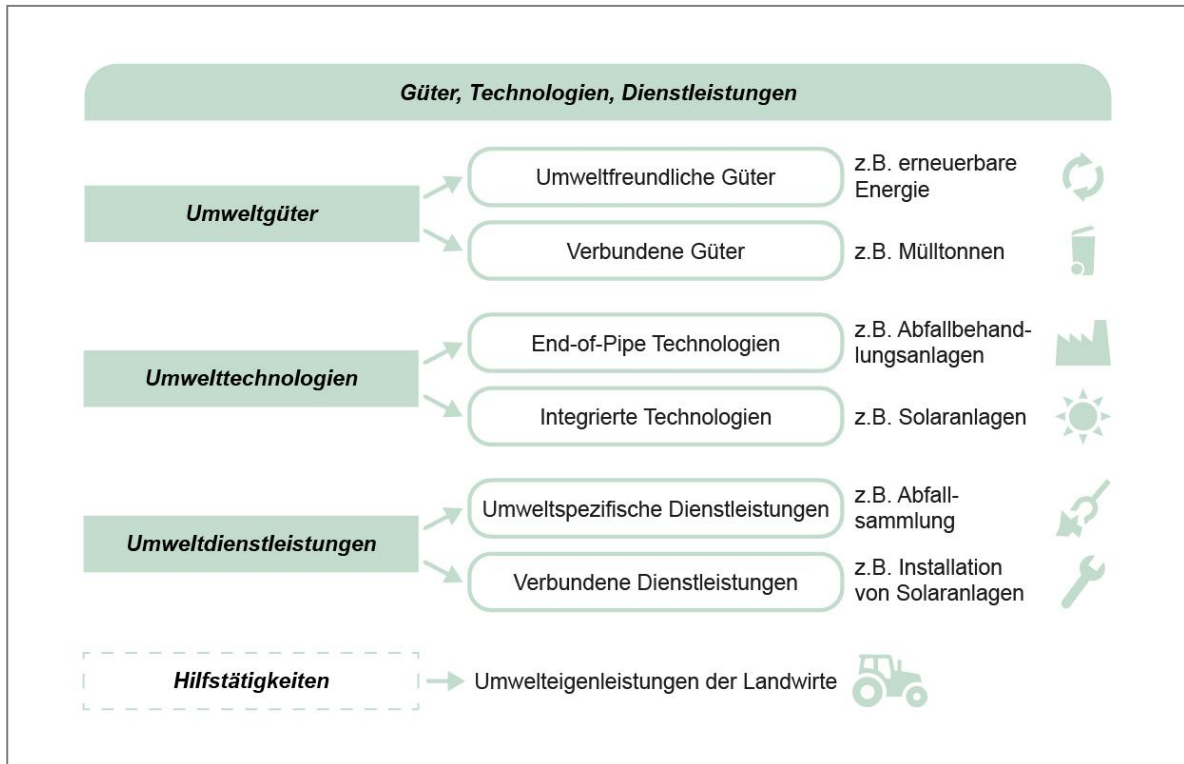 Güter, Technologien, Dienstleistungen
Umweltgüter
Umweltfreundliche Güter
z.B. erneuerbare
Energie
Verbundene Güter
z.B. Mülltonnen
Umwelttechnologien
End-of-Pipe Technologien
z.B. Abfallbehand-
lungsanlagen
Integrierte Technologien
z.B. Solaranlagen
Umweltdienstleistungen
Umweltspezifische Dienstleistungen
z.B. Abfall-
sammlung
Verbundene Dienstleistungen
z.B. Installation
von Solaranlagen
Hilfstätigkeiten
Umwelteigenleistungen der Landwirte